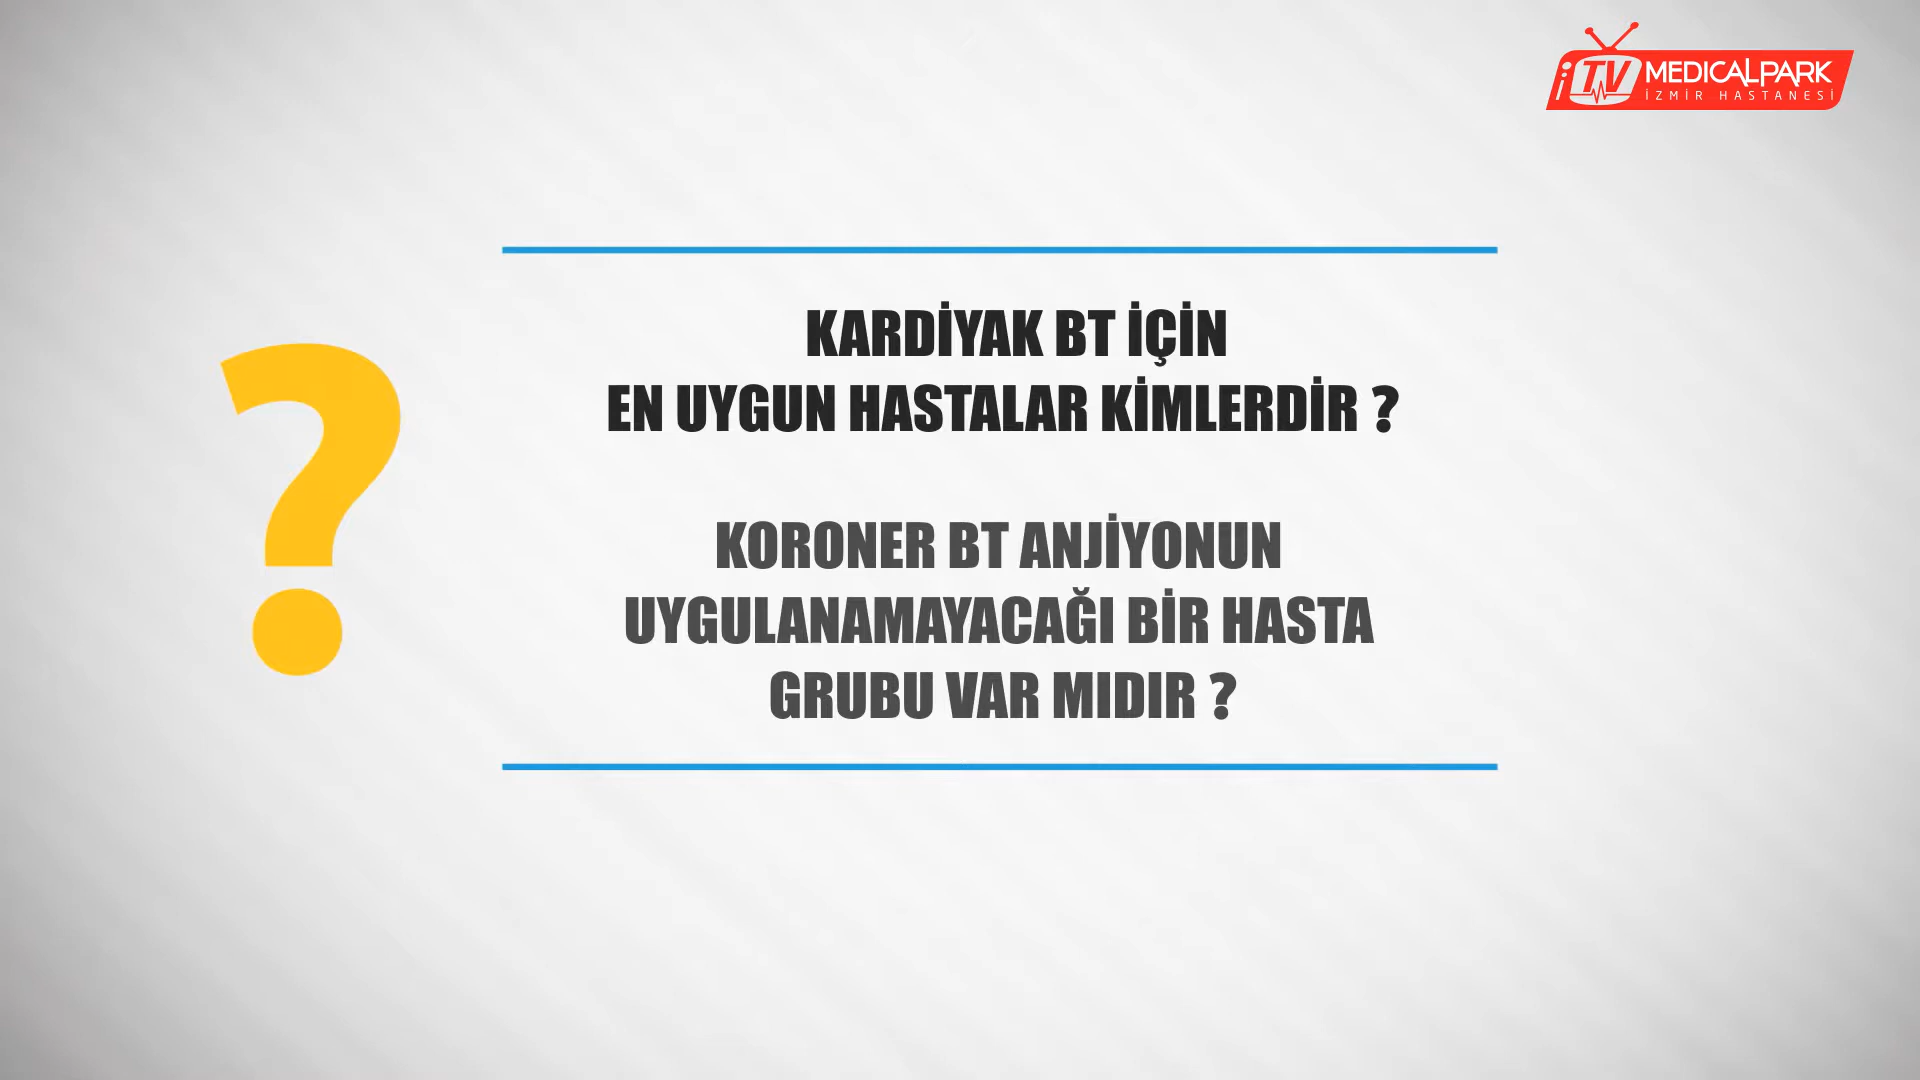 iTV MEDICALPARK
İZMİR HASTANESİ
KARDİYAK BT İÇİN
EN UYGUN HASTALAR KİMLERDİR ?
KORONER BT ANJİYONUN
UYGULANAMAYACAĞI BİR HASTA
GRUBU VAR MIDIR ?
?